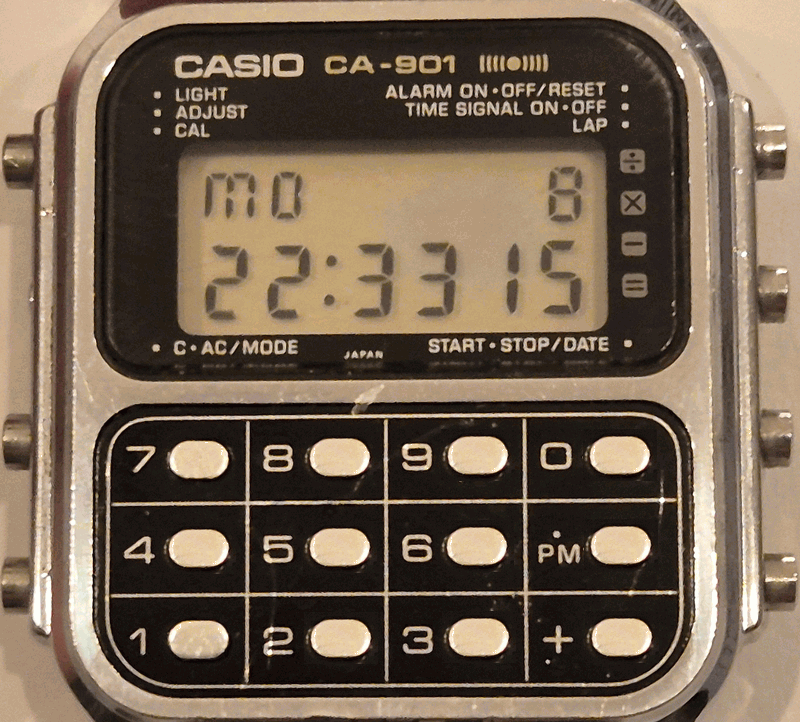 CASIO CA-901
LIGHT ALARM ON•OFF/RESET
ADJUST TIME SIGNAL ON•OFF
CAL LAP
÷
×
−
=
MO 8
22:33 15
C•AC/MODE JAPAN START•STOP/DATE
7 8 9 0
4 5 6 PM
1 2 3 +